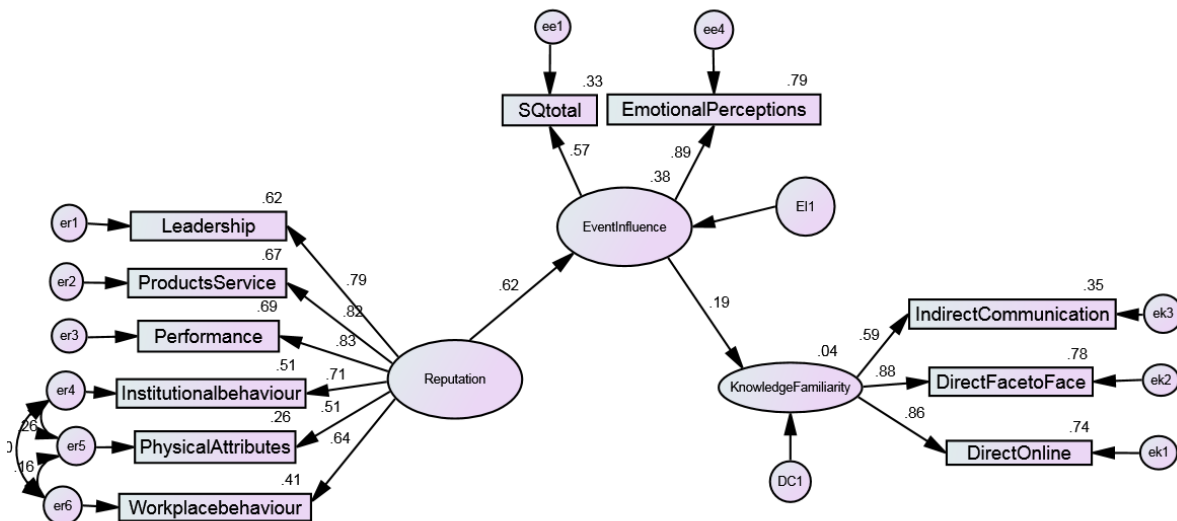 ee1
ee4
.33
.79
SQtotal
EmotionalPerceptions
.57
.89
.38
EventInfluence
EI1
.62
er1
Leadership
.67
er2
ProductsService
.79
.69
.82
er3
Performance
.83
.62
.19
.51
er4
Institutionalbehaviour
.71
Reputation
.26
.26
.51
er5
PhysicalAttributes
.64
0
.16
.41
er6
Workplacebehaviour
.35
IndirectCommunication
ek3
.59
.04
.78
KnowledgeFamiliarity
.88
DirectFacetoFace
ek2
.86
.74
DirectOnline
ek1
DC1